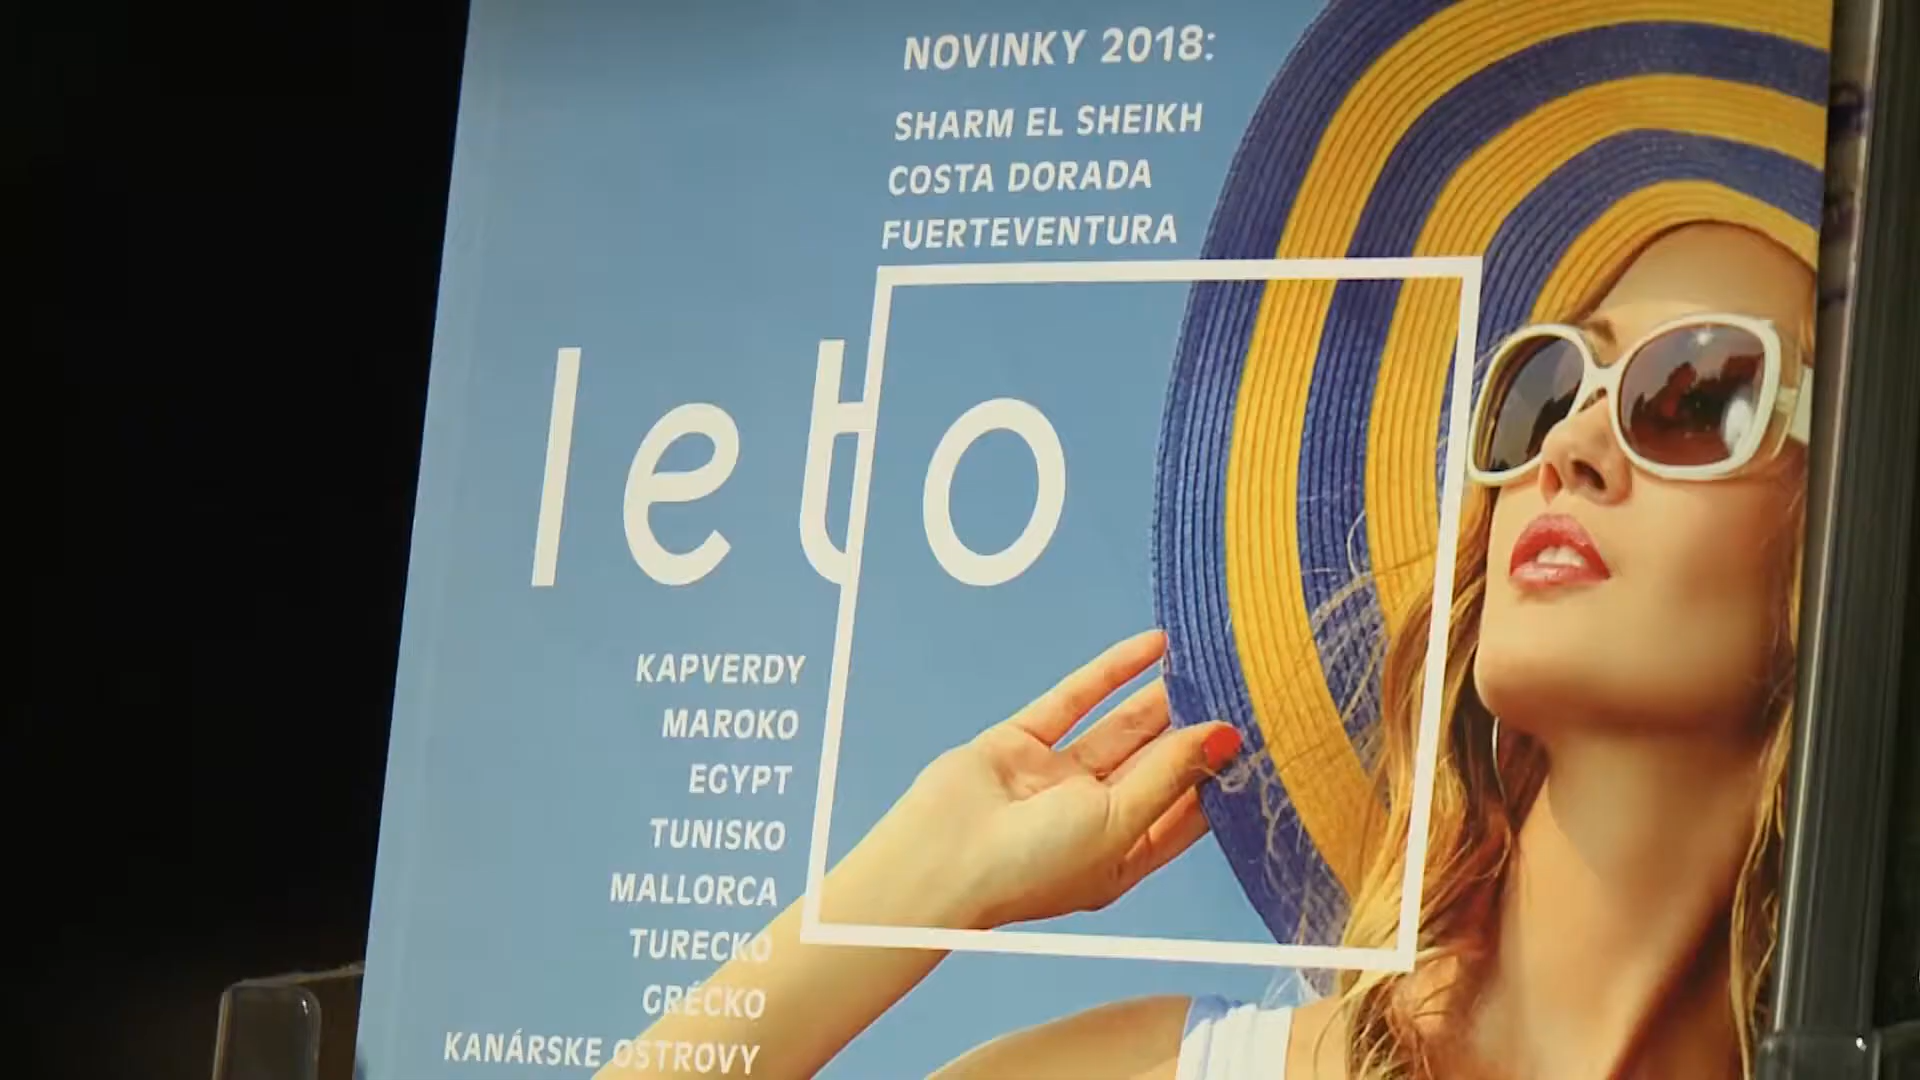 NOVINKY 2018:
SHARM EL SHEIKH
COSTA DORADA
FUERTEVENTURA
leto
KAPVERDY
MAROKO
EGYPT
TUNISKO
MALLORCA
TURECKO
GRÉCKO
KANÁRSKE OSTROVY